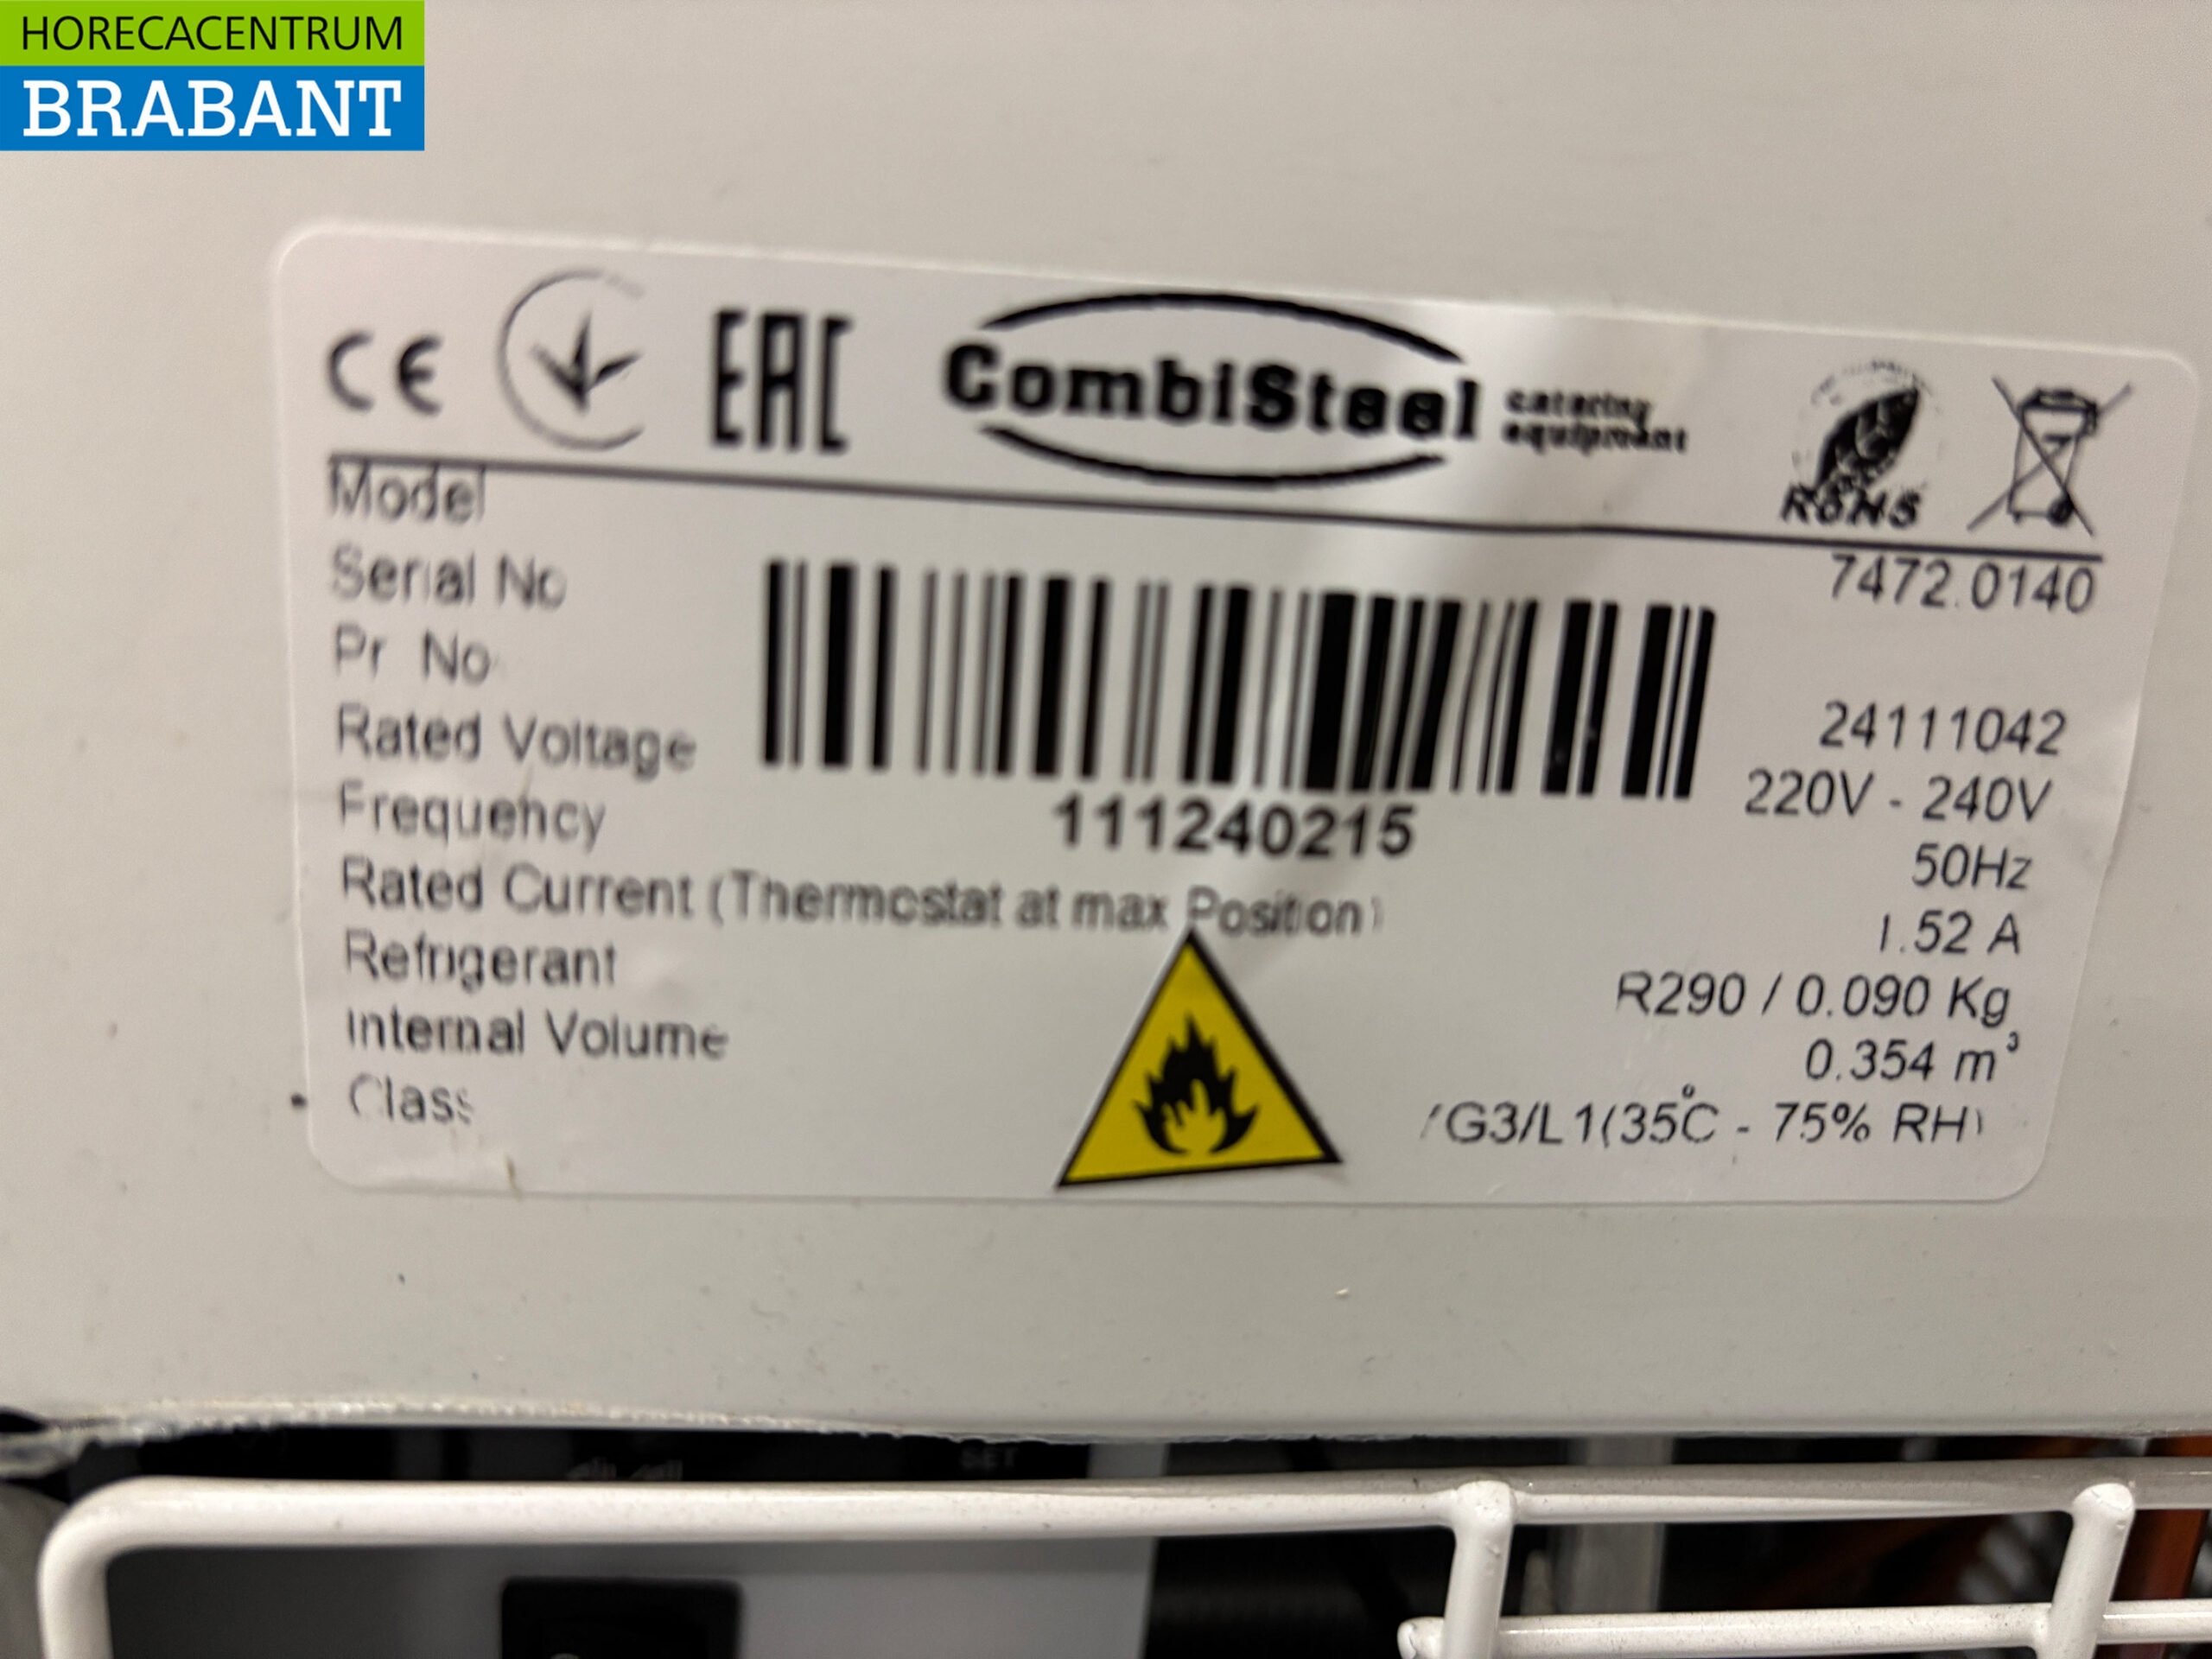 HORECACENTRUM
BRABANT
CE EAC CombiSteel catering equipment
RoHS
Model 7472.0140
Serial No
Pr No 24111042
Rated Voltage 220V - 240V
111240215
Frequency 50Hz
Rated Current (Thermostat at max Position) 1.52 A
Refrigerant R290 / 0.090 Kg
Internal Volume 0.354 m³
Class G3/L1(35°C - 75% RH)
SET